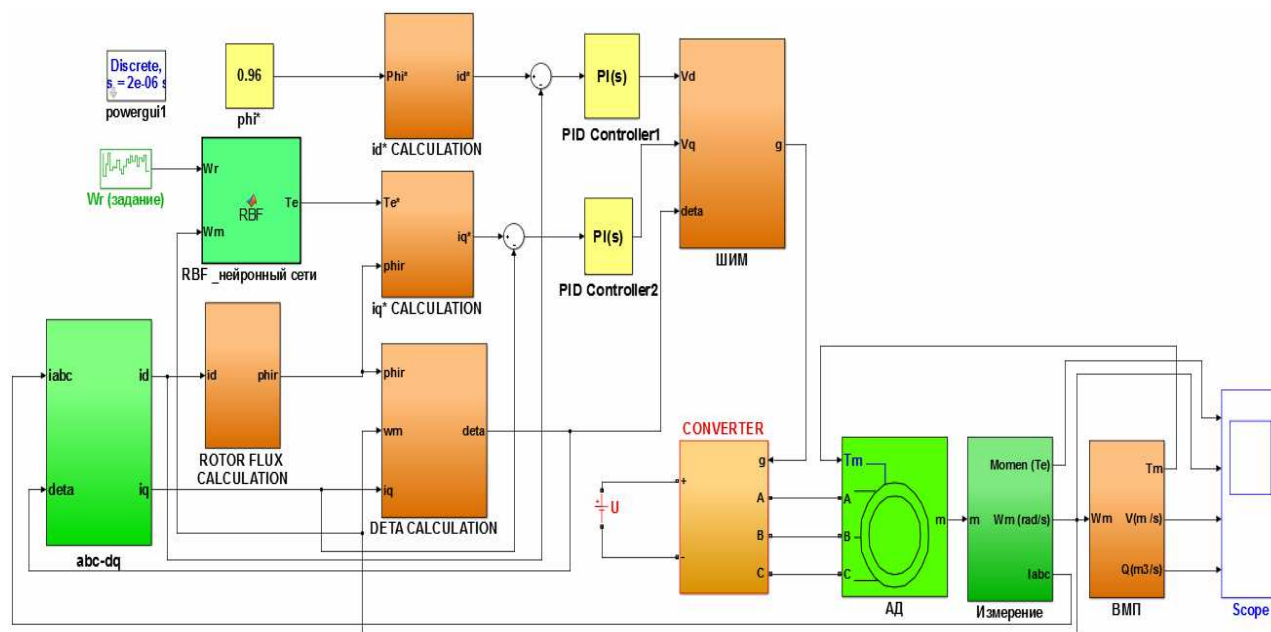 Discrete,
s = 2e-06 s
powergui1
0.96
phi*
Phi*
id*
id* CALCULATION
PI(s)
PID Controller1
Vd
Vq
deta
g
ШИМ
Wr (задание)
Wr
Wm
RBF
Te
RBF _нейронный сети
Te*
phir
iq*
iq* CALCULATION
PI(s)
PID Controller2
iabc
deta
id
iq
abc-dq
id
phir
ROTOR FLUX
CALCULATION
phir
wm
iq
deta
DETA CALCULATION
U
CONVERTER
g
+
-
A
B
C
Tm
A
B
C
m
АД
m
Momen (Te)
Wm (rad/s)
Iabc
Измерение
Wm
Tm
V(m /s)
Q(m3/s)
ВМП
Scope